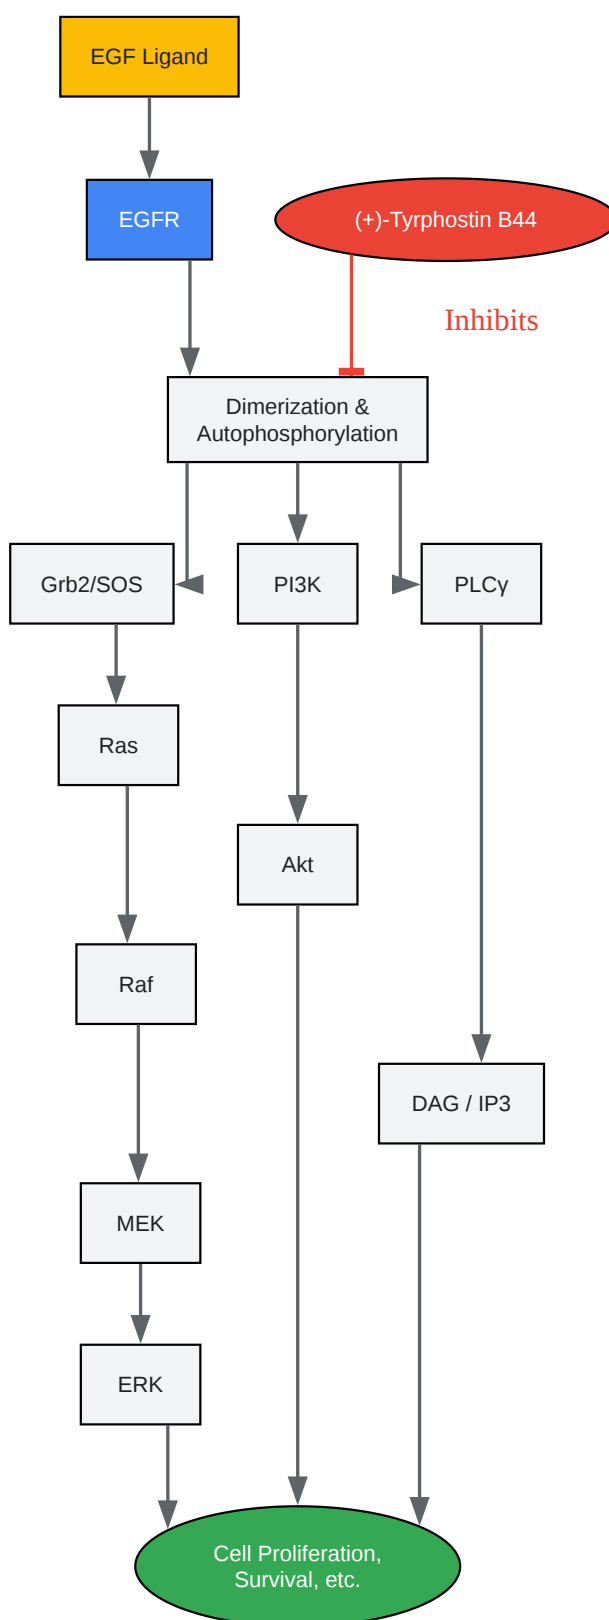 EGF Ligand
EGFR
(+)-Tyrphostin B44
Inhibits
Dimerization &
Autophosphorylation
Grb2/SOS
PI3K
PLCγ
Ras
Akt
Raf
DAG / IP3
MEK
ERK
Cell Proliferation,
Survival, etc.